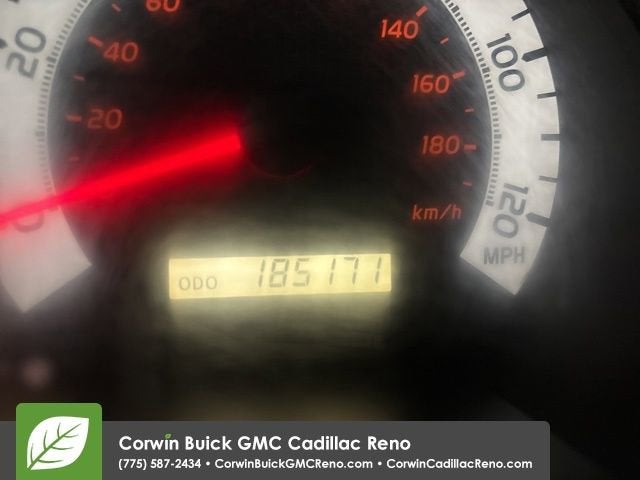 60
20 40 140 100
160
20
180
0
km/h 120
MPH
ODO 185171
Corwin Buick GMC Cadillac Reno
(775) 587-2434 • CorwinBuickGMCReno.com • CorwinCadillacReno.com